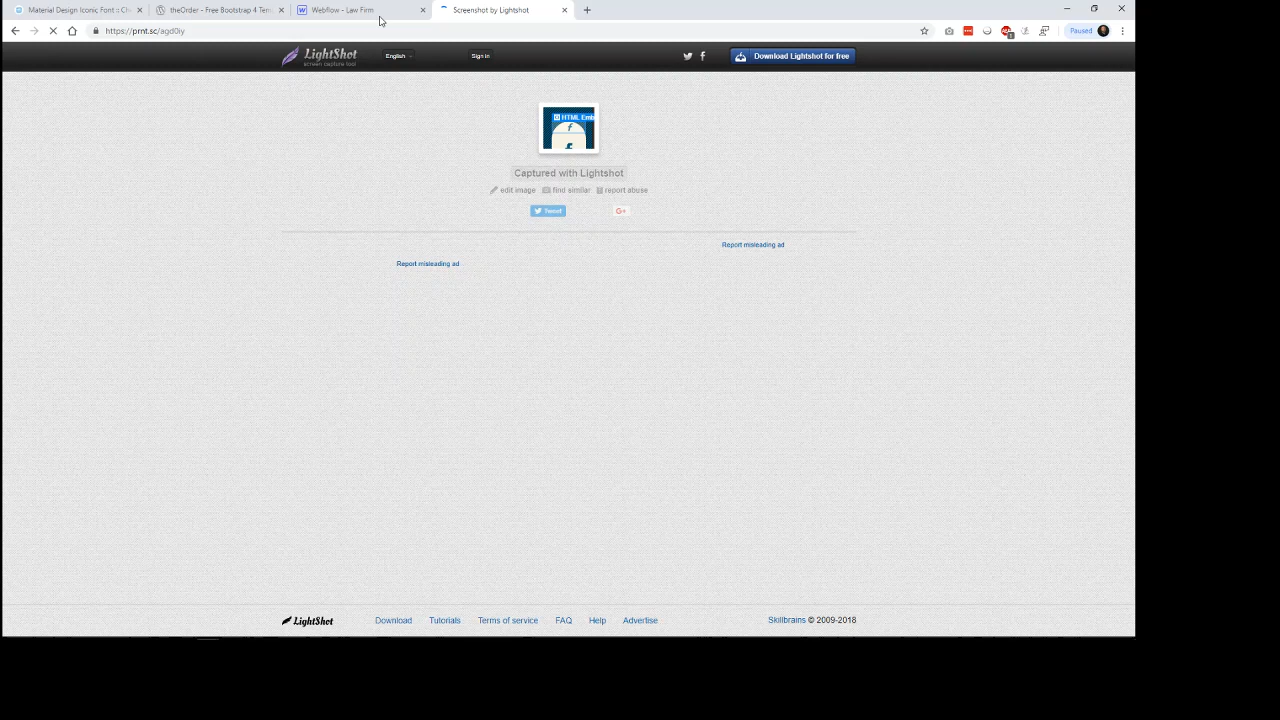 Material Design Iconic Font :: Ch
theOrder - Free Bootstrap 4 Tem
Webflow - Law Firm
Screenshot by Lightshot
https://prnt.sc/agd0iy
Paused
LightShot
screen capture tool
English
Sign in
Download Lightshot for free
HTML Emb
f
f
Captured with Lightshot
edit image
find similar
report abuse
Tweet
G+
Report misleading ad
Report misleading ad
LightShot
Download
Tutorials
Terms of service
FAQ
Help
Advertise
Skillbrains © 2009-2018